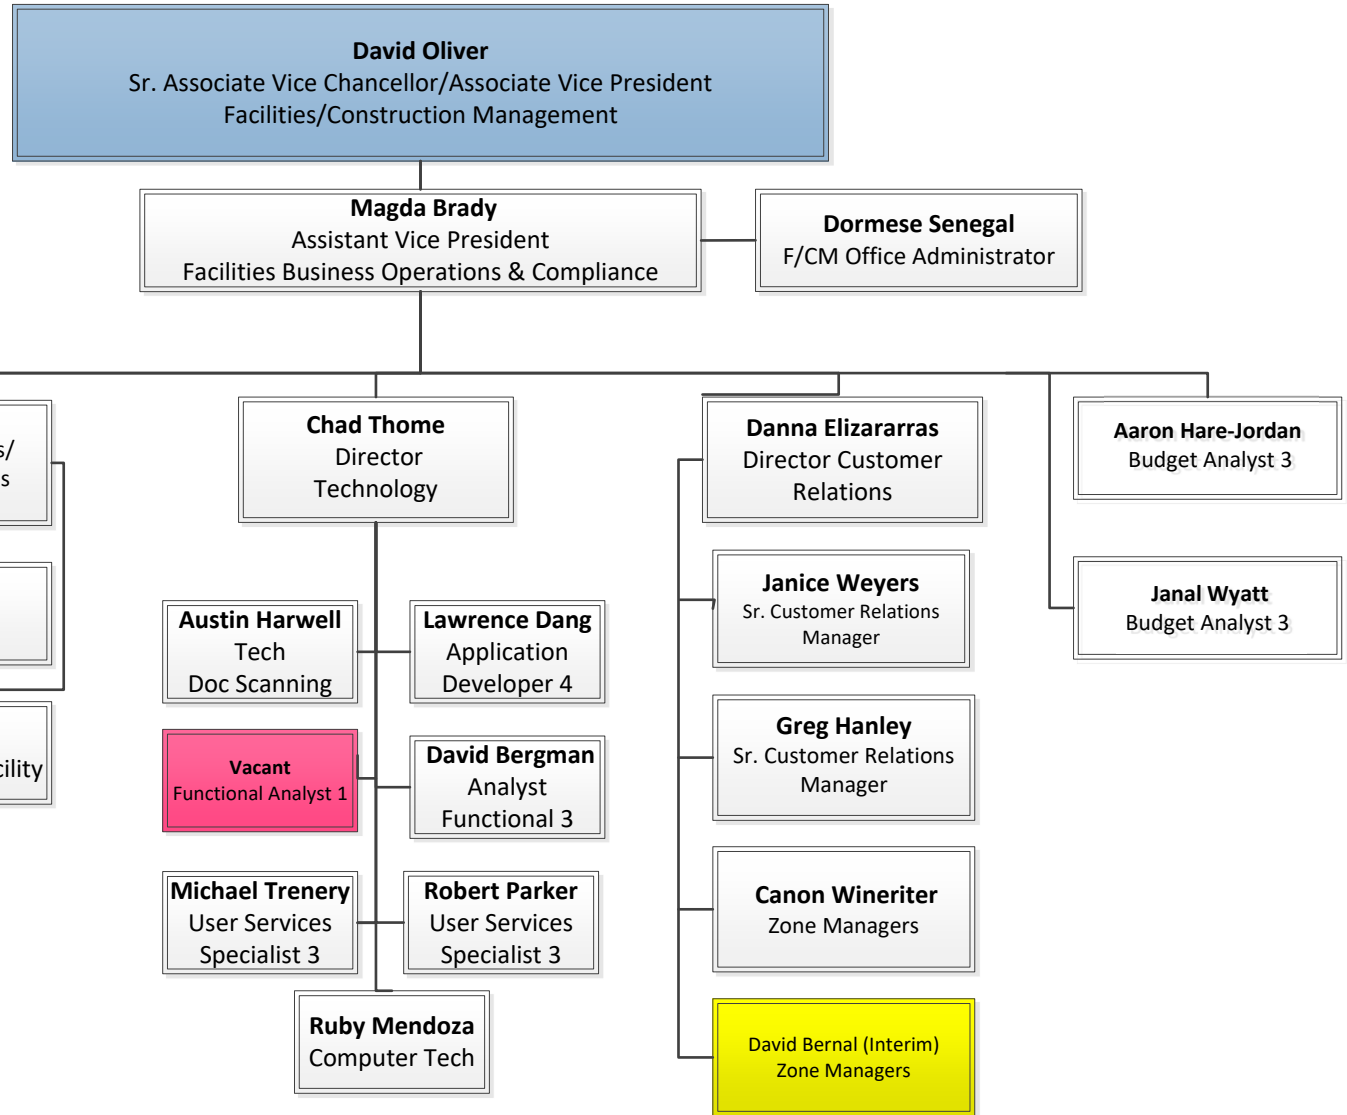 David Oliver
Sr. Associate Vice Chancellor/Associate Vice President
Facilities/Construction Management
Magda Brady
Assistant Vice President
Facilities Business Operations & Compliance
Dormese Senegal
F/CM Office Administrator
s/
s
cility
Chad Thome
Director
Technology
Austin Harwell
Tech
Doc Scanning
Lawrence Dang
Application
Developer 4
Vacant
Functional Analyst 1
David Bergman
Analyst
Functional 3
Michael Trenery
User Services
Specialist 3
Robert Parker
User Services
Specialist 3
Ruby Mendoza
Computer Tech
Danna Elizararras
Director Customer
Relations
Janice Weyers
Sr. Customer Relations
Manager
Greg Hanley
Sr. Customer Relations
Manager
Canon Wineriter
Zone Managers
David Bernal (Interim)
Zone Managers
Aaron Hare-Jordan
Budget Analyst 3
Janal Wyatt
Budget Analyst 3